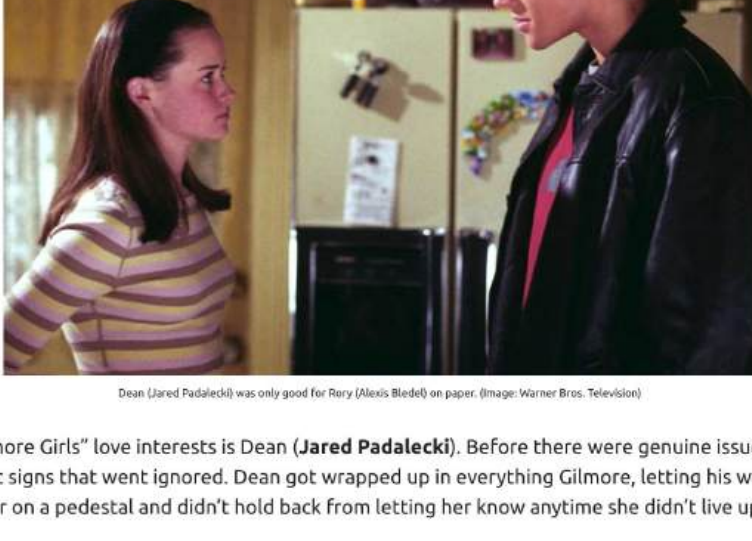 Dean (Jared Padalecki) was only good for Rory (Alexis Bledel) on paper. (Image: Warner Bros. Television)
more Girls” love interests is Dean (Jared Padalecki). Before there were genuine issu
signs that went ignored. Dean got wrapped up in everything Gilmore, letting his w
r on a pedestal and didn’t hold back from letting her know anytime she didn’t live up